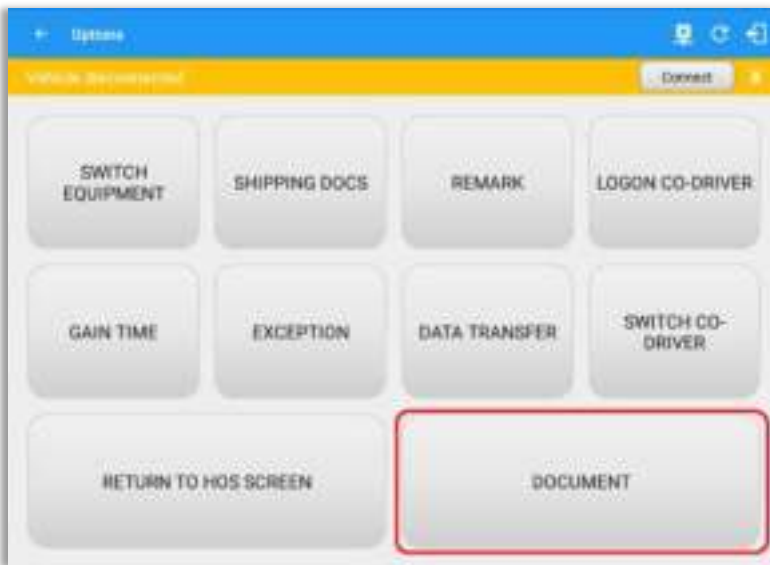 Options
Vehicle disconnected
Connect
SWITCH
EQUIPMENT
SHIPPING DOCS
REMARK
LOGON CO-DRIVER
GAIN TIME
EXCEPTION
DATA TRANSFER
SWITCH CO-
DRIVER
RETURN TO HOS SCREEN
DOCUMENT